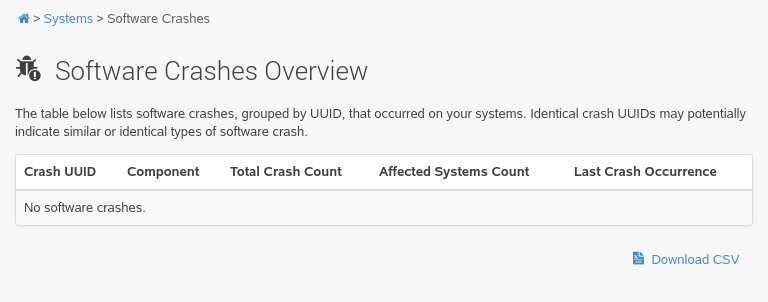 > Systems > Software Crashes
Software Crashes Overview
The table below lists software crashes, grouped by UUID, that occurred on your systems. Identical crash UUIDs may potentially
indicate similar or identical types of software crash.
Crash UUID Component Total Crash Count Affected Systems Count Last Crash Occurrence
No software crashes.
Download CSV